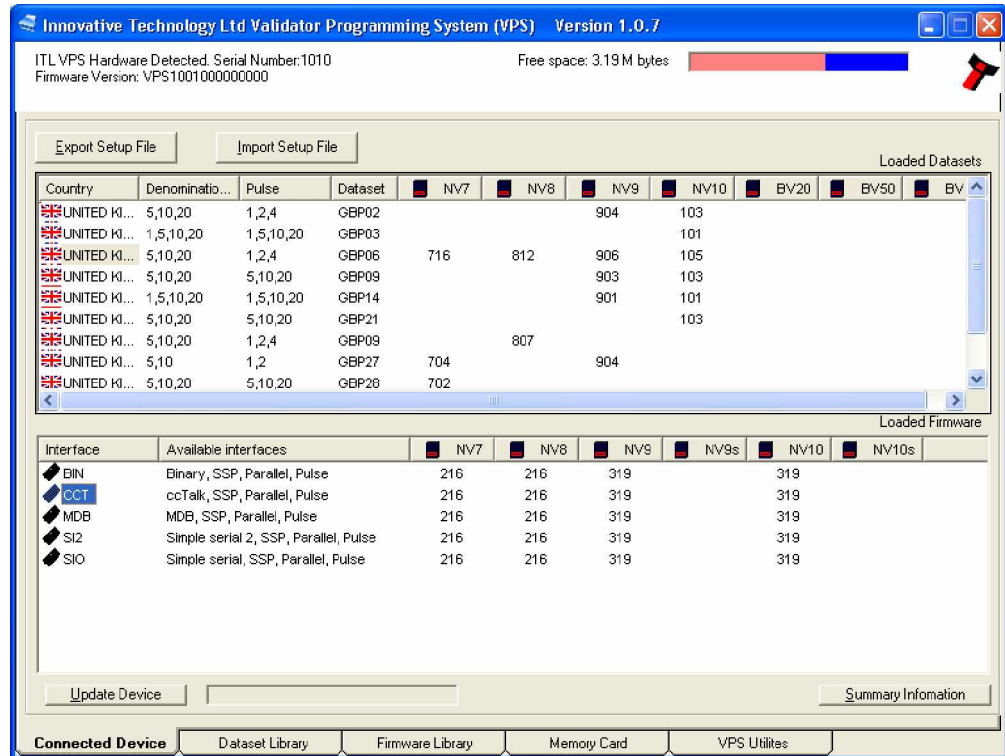 Innovative Technology Ltd Validator Programming System (VPS) Version 1.0.7
ITL VPS Hardware Detected. Serial Number:1010
Firmware Version: VPS1001000000000
Free space: 3.19 M bytes
Export Setup File Import Setup File
Loaded Datasets
Country Denominatio... Pulse Dataset NV7 NV8 NV9 NV10 BV20 BV50 BV
UNITED KI... 5,10,20 1,2,4 GBP02 904 103
UNITED KI... 1,5,10,20 1,5,10,20 GBP03 101
UNITED KI... 5,10,20 1,2,4 GBP06 716 812 906 105
UNITED KI... 5,10,20 5,10,20 GBP09 903 103
UNITED KI... 1,5,10,20 1,5,10,20 GBP14 901 101
UNITED KI... 5,10,20 5,10,20 GBP21 103
UNITED KI... 5,10,20 1,2,4 GBP09 807
UNITED KI... 5,10 1,2 GBP27 704 904
UNITED KI... 5,10,20 5,10,20 GBP28 702
Loaded Firmware
Interface Available interfaces NV7 NV8 NV9 NV9s NV10 NV10s
BIN Binary, SSP, Parallel, Pulse 216 216 319 319
CCT ccTalk, SSP, Parallel, Pulse 216 216 319 319
MDB MDB, SSP, Parallel, Pulse 216 216 319 319
SI2 Simple serial 2, SSP, Parallel, Pulse 216 216 319 319
SIO Simple serial, SSP, Parallel, Pulse 216 216 319 319
Update Device Summary Infomation
Connected Device Dataset Library Firmware Library Memory Card VPS Utilites